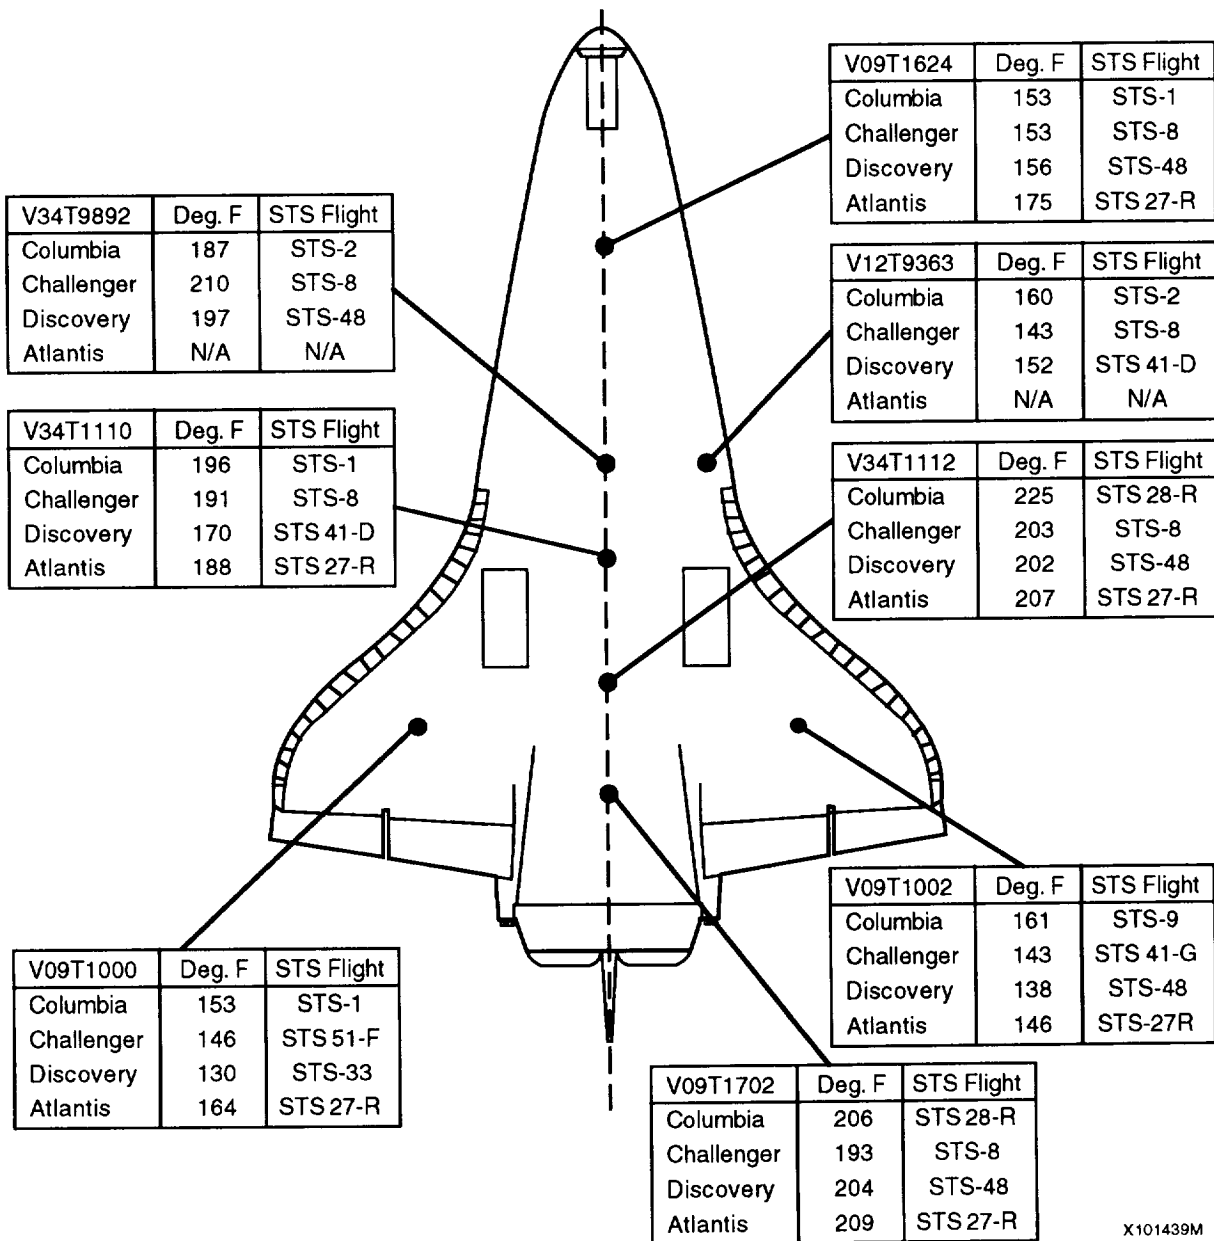 V09T1624 Deg. F STS Flight
Columbia 153 STS-1
Challenger 153 STS-8
Discovery 156 STS-48
Atlantis 175 STS 27-R
V34T9892 Deg. F STS Flight
Columbia 187 STS-2
Challenger 210 STS-8
Discovery 197 STS-48
Atlantis N/A N/A
V12T9363 Deg. F STS Flight
Columbia 160 STS-2
Challenger 143 STS-8
Discovery 152 STS 41-D
Atlantis N/A N/A
V34T1110 Deg. F STS Flight
Columbia 196 STS-1
Challenger 191 STS-8
Discovery 170 STS 41-D
Atlantis 188 STS 27-R
V34T1112 Deg. F STS Flight
Columbia 225 STS 28-R
Challenger 203 STS-8
Discovery 202 STS-48
Atlantis 207 STS 27-R
V09T1002 Deg. F STS Flight
Columbia 161 STS-9
Challenger 143 STS 41-G
Discovery 138 STS-48
Atlantis 146 STS-27R
V09T1000 Deg. F STS Flight
Columbia 153 STS-1
Challenger 146 STS 51-F
Discovery 130 STS-33
Atlantis 164 STS 27-R
V09T1702 Deg. F STS Flight
Columbia 206 STS 28-R
Challenger 193 STS-8
Discovery 204 STS-48
Atlantis 209 STS 27-R
X101439M